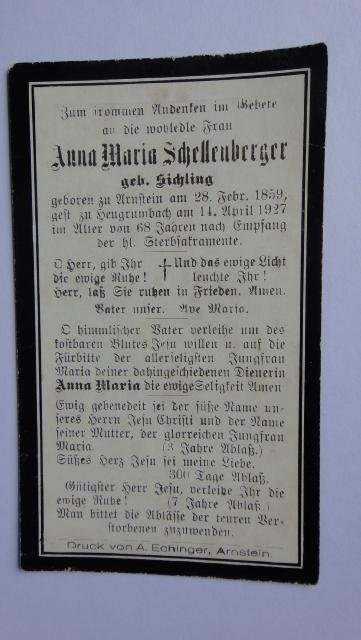 Zum frommen Andenken im Gebete
an die wohledle Frau
Anna Maria Schellenberger
geb. Sichling
geboren zu Arnstein am 28. Febr. 1859,
gest zu Heugrumbach am 14. April 1927
im Alter von 68 Jahren nach Empfang
der hl. Sterbsakramente.
O Herr, gib Ihr † Und das ewige Licht
die ewige Ruhe! leuchte Ihr!
Herr, laß Sie ruhen in Frieden. Amen.
Vater unser. Ave Maria.
O himmlischer Vater verleihe um des
kostbaren Blutes Jesu willen u. auf die
Fürbitte der allerseligsten Jungfrau
Maria deiner dahingeschiedenen Dienerin
Anna Maria die ewige Seligkeit Amen
Ewig gebenedeit sei der süße Name un-
seres Herrn Jesu Christi und der Name
seiner Mutter, der glorreichen Jungfrau
Maria. (3 Jahre Ablaß.)
Süßes Herz Jesu sei meine Liebe.
300 Tage Ablaß.
Gütigster Herr Jesu, verleihe Ihr die
ewige Ruhe! (7 Jahre Ablaß.)
Man bittet die Ablässe der teuren Ver-
storbenen zuzuwenden.
Druck von A. Echinger, Arnstein.